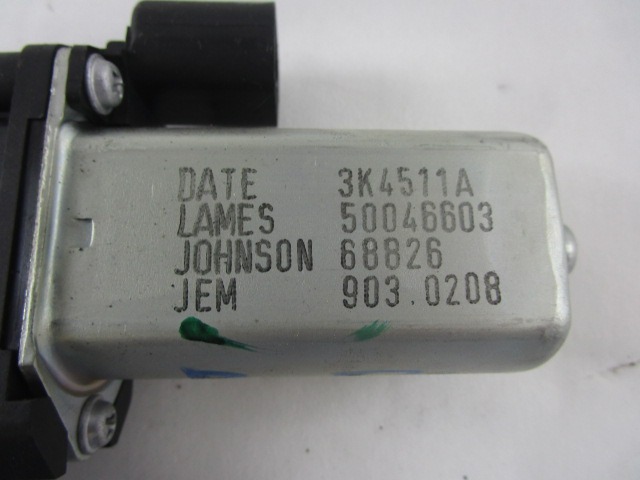 DATE 3K4511A
LAMES 50046603
JOHNSON 68826
JEM 903.0208